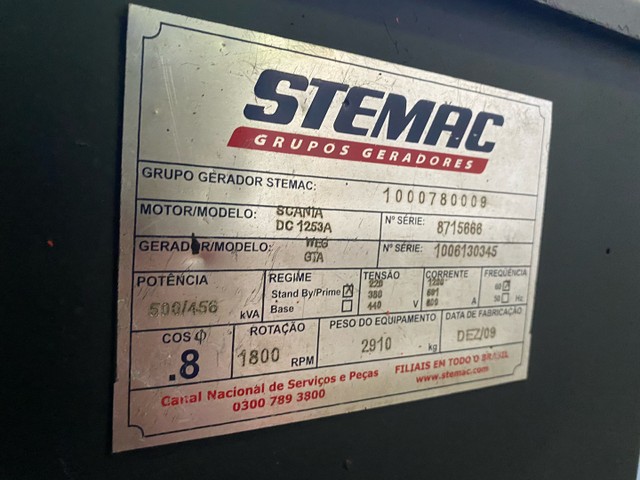 STEMAC
GRUPOS GERADORES
GRUPO GERADOR STEMAC: 1000780009
MOTOR/MODELO: SCANIA DC 1253A Nº SÉRIE: 8715666
GERADOR/MODELO: WEG GTA Nº SÉRIE: 1006130345
POTÊNCIA REGIME TENSÃO CORRENTE FREQUÊNCIA
500/456 kVA Stand By/Prime X Base 220 380 440 V A 60 50 Hz
COS φ ROTAÇÃO PESO DO EQUIPAMENTO DATA DE FABRICAÇÃO
.8 1800 RPM 2910 kg DEZ/09
Canal Nacional de Serviços e Peças FILIAIS EM TODO O BRASIL
0300 789 3800 www.stemac.com